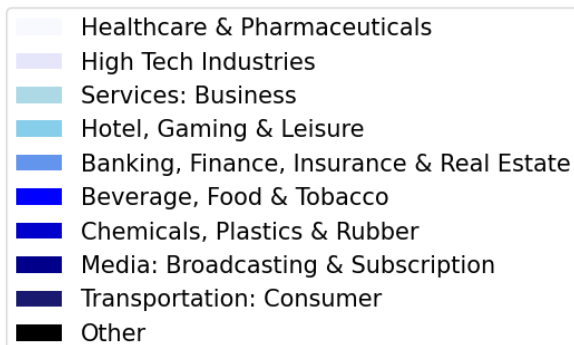 Healthcare & Pharmaceuticals
High Tech Industries
Services: Business
Hotel, Gaming & Leisure
Banking, Finance, Insurance & Real Estate
Beverage, Food & Tobacco
Chemicals, Plastics & Rubber
Media: Broadcasting & Subscription
Transportation: Consumer
Other